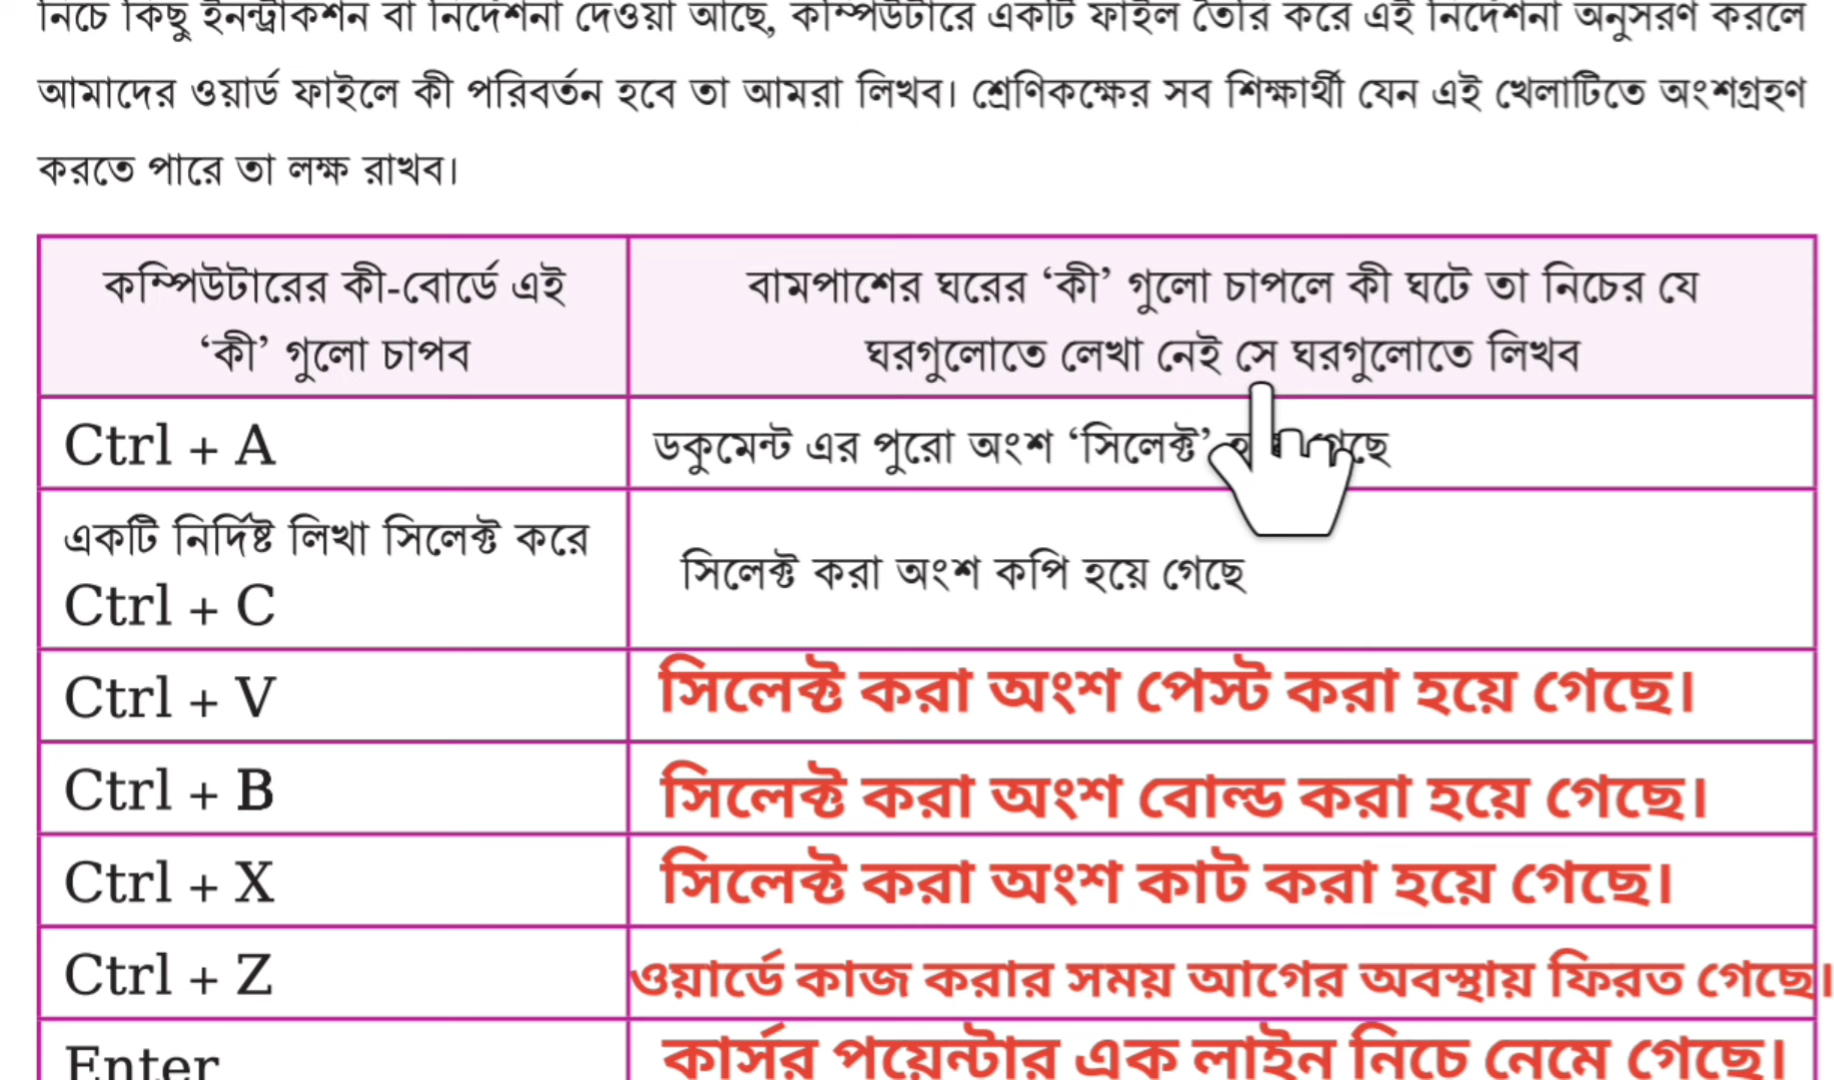 নিচে কিছু ইনস্ট্রাকশন বা নির্দেশনা দেওয়া আছে, কম্পিউটারে একটি ফাইল তৈরি করে এই নির্দেশনা অনুসরণ করলে
আমাদের ওয়ার্ড ফাইলে কী পরিবর্তন হবে তা আমরা লিখব। শ্রেণিকক্ষের সব শিক্ষার্থী যেন এই খেলাটিতে অংশগ্রহণ
করতে পারে তা লক্ষ রাখব।
কম্পিউটারের কী-বোর্ডে এই
‘কী’ গুলো চাপব
বামপাশের ঘরের ‘কী’ গুলো চাপলে কী ঘটে তা নিচের যে
ঘরগুলোতে লেখা নেই সে ঘরগুলোতে লিখব
Ctrl + A
ডকুমেন্ট এর পুরো অংশ ‘সিলেক্ট’ গেছে
একটি নির্দিষ্ট লিখা সিলেক্ট করে
Ctrl + C
সিলেক্ট করা অংশ কপি হয়ে গেছে
Ctrl + V
সিলেক্ট করা অংশ পেস্ট করা হয়ে গেছে।
Ctrl + B
সিলেক্ট করা অংশ বোল্ড করা হয়ে গেছে।
Ctrl + X
সিলেক্ট করা অংশ কাট করা হয়ে গেছে।
Ctrl + Z
ওয়ার্ডে কাজ করার সময় আগের অবস্থায় ফিরত গেছে।
Enter
কার্সর পয়েন্টার এক লাইন নিচে নেমে গেছে।